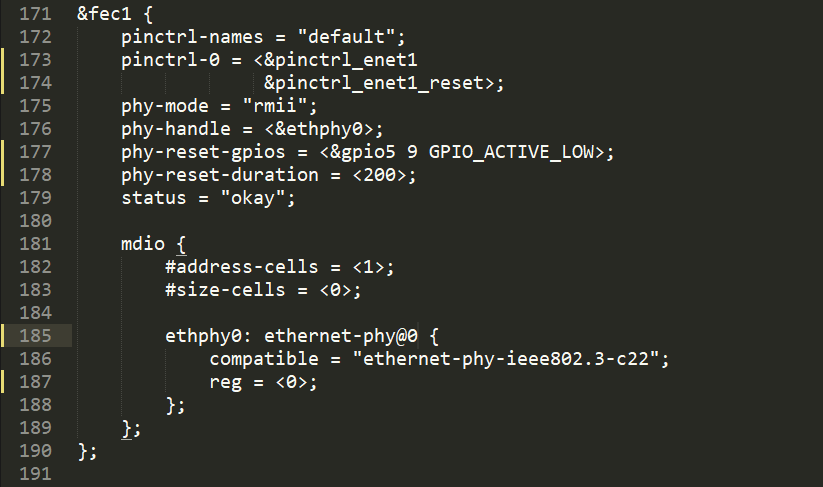 171 &fec1 {
172     pinctrl-names = "default";
173     pinctrl-0 = <&pinctrl_enet1
174                  &pinctrl_enet1_reset>;
175     phy-mode = "rmii";
176     phy-handle = <&ethphy0>;
177     phy-reset-gpios = <&gpio5 9 GPIO_ACTIVE_LOW>;
178     phy-reset-duration = <200>;
179     status = "okay";
180
181     mdio {
182         #address-cells = <1>;
183         #size-cells = <0>;
184
185         ethphy0: ethernet-phy@0 {
186             compatible = "ethernet-phy-ieee802.3-c22";
187             reg = <0>;
188         };
189     };
190 };
191